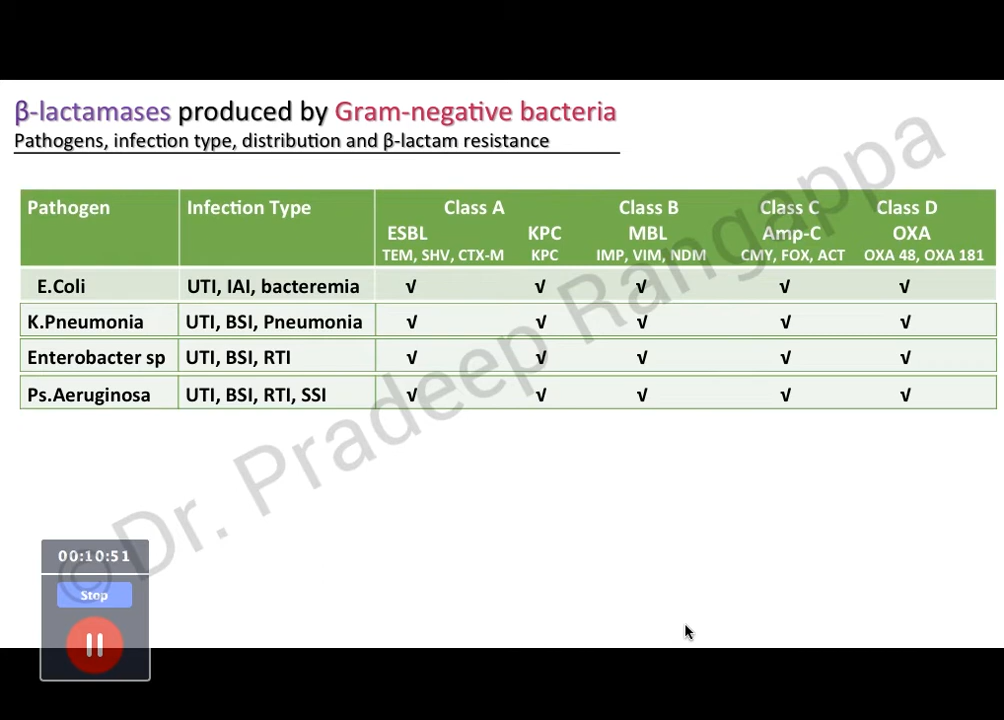 β-lactamases produced by Gram-negative bacteria
Pathogens, infection type, distribution and β-lactam resistance
Pathogen Infection Type Class A Class B Class C Class D
ESBL KPC MBL Amp-C OXA
TEM, SHV, CTX-M KPC IMP, VIM, NDM CMY, FOX, ACT OXA 48, OXA 181
E.Coli UTI, IAI, bacteremia √ √ √ √ √
K.Pneumonia UTI, BSI, Pneumonia √ √ √ √ √
Enterobacter sp UTI, BSI, RTI √ √ √ √ √
Ps.Aeruginosa UTI, BSI, RTI, SSI √ √ √ √ √
© Dr. Pradeep Rangappa
00:10:51
Stop